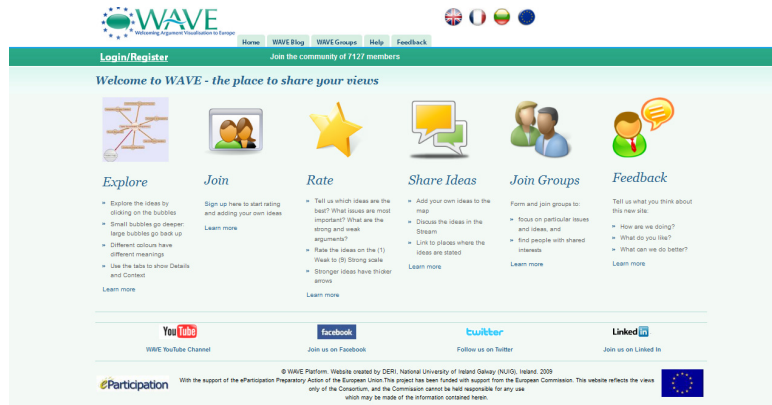 WAVE
Welcoming Argument Visualisation to Europe
Home WAVE Blog WAVE Groups Help Feedback
Login/Register Join the community of 7127 members
Welcome to WAVE - the place to share your views
Explore
» Explore the ideas by
clicking on the bubbles
» Small bubbles go deeper:
large bubbles go back up
» Different colours have
different meanings
» Use the tabs to show Details
and Context
Learn more
Join
Sign up here to start rating
and adding your own ideas
Learn more
Rate
» Tell us which ideas are the
best? What issues are most
important? What are the
strong and weak
arguments?
» Rate the ideas on the (1)
Weak to (9) Strong scale
» Stronger ideas have thicker
arrows
Learn more
Share Ideas
» Add your own ideas to the
map
» Discuss the ideas in the
Stream
» Link to places where the
ideas are stated
Learn more
Join Groups
Form and join groups to:
» focus on particular issues
and ideas, and
» find people with shared
interests
Learn more
Feedback
Tell us what you think about
this new site:
» How are we doing?
» What do you like?
» What can we do better?
Learn more
YouTube facebook twitter Linked in
WAVE YouTube Channel Join us on Facebook Follow us on Twitter Join us on Linked In
eParticipation
© WAVE Platform. Website created by DERI, National University of Ireland Galway (NUIG), Ireland. 2009
With the support of the eParticipation Preparatory Action of the European Union.This project has been funded with support from the European Commission. This website reflects the views
only of the Consortium, and the Commission cannot be held responsible for any use
which may be made of the information contained herein.